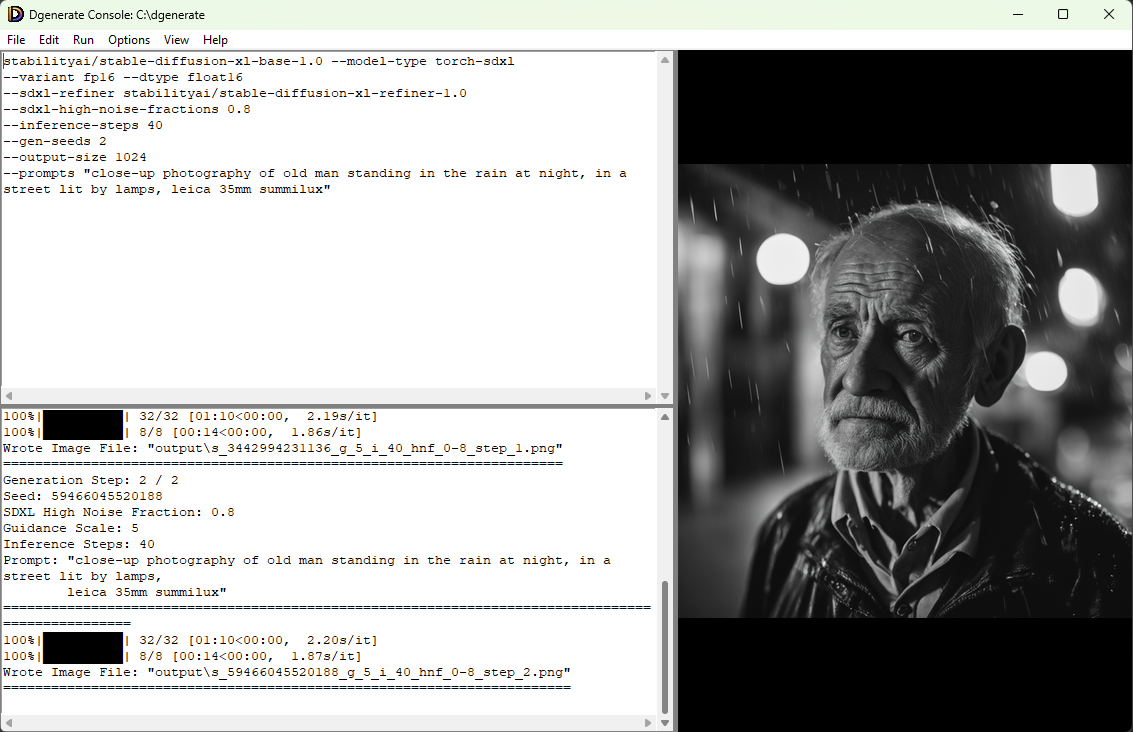 Dgenerate Console: C:\dgenerate
File Edit Run Options View Help
stabilityai/stable-diffusion-xl-base-1.0 --model-type torch-sdxl
--variant fp16 --dtype float16
--sdxl-refiner stabilityai/stable-diffusion-xl-refiner-1.0
--sdxl-high-noise-fractions 0.8
--inference-steps 40
--gen-seeds 2
--output-size 1024
--prompts "close-up photography of old man standing in the rain at night, in a
street lit by lamps, leica 35mm summilux"
100%|██████████| 32/32 [01:10<00:00,  2.19s/it]
100%|██████████| 8/8 [00:14<00:00,  1.86s/it]
Wrote Image File: "output\s_3442994231136_g_5_i_40_hnf_0-8_step_1.png"
======================================================================
Generation Step: 2 / 2
Seed: 59466045520188
SDXL High Noise Fraction: 0.8
Guidance Scale: 5
Inference Steps: 40
Prompt: "close-up photography of old man standing in the rain at night, in a
street lit by lamps,
        leica 35mm summilux"
=================================================================================
================
100%|██████████| 32/32 [01:10<00:00,  2.20s/it]
100%|██████████| 8/8 [00:14<00:00,  1.87s/it]
Wrote Image File: "output\s_59466045520188_g_5_i_40_hnf_0-8_step_2.png"
=======================================================================